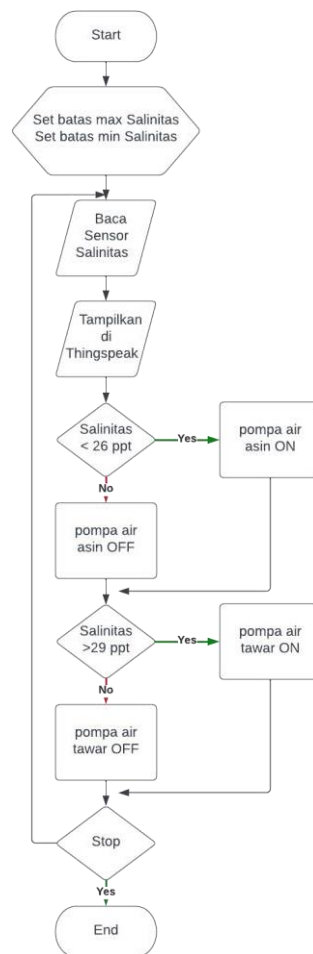 Start
Set batas max Salinitas
Set batas min Salinitas
Baca
Sensor
Salinitas
Tampilkan
di
Thingspeak
Salinitas
< 26 ppt
Yes
pompa air
asin ON
No
pompa air
asin OFF
Salinitas
>29 ppt
Yes
pompa air
tawar ON
No
pompa air
tawar OFF
Stop
Yes
End